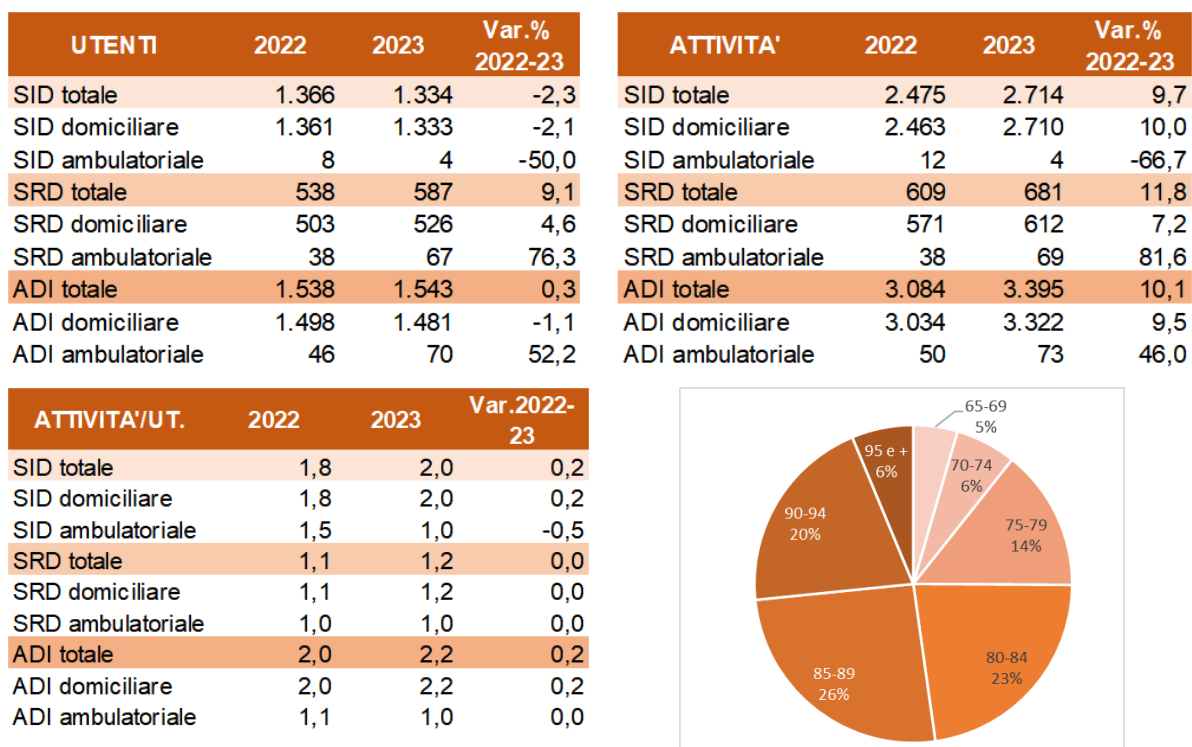 UTENTI 2022 2023 Var.% 2022-23
SID totale 1.366 1.334 -2,3
SID domiciliare 1.361 1.333 -2,1
SID ambulatoriale 8 4 -50,0
SRD totale 538 587 9,1
SRD domiciliare 503 526 4,6
SRD ambulatoriale 38 67 76,3
ADI totale 1.538 1.543 0,3
ADI domiciliare 1.498 1.481 -1,1
ADI ambulatoriale 46 70 52,2
ATTIVITA' 2022 2023 Var.% 2022-23
SID totale 2.475 2.714 9,7
SID domiciliare 2.463 2.710 10,0
SID ambulatoriale 12 4 -66,7
SRD totale 609 681 11,8
SRD domiciliare 571 612 7,2
SRD ambulatoriale 38 69 81,6
ADI totale 3.084 3.395 10,1
ADI domiciliare 3.034 3.322 9,5
ADI ambulatoriale 50 73 46,0
ATTIVITA'/UT. 2022 2023 Var.2022-23
SID totale 1,8 2,0 0,2
SID domiciliare 1,8 2,0 0,2
SID ambulatoriale 1,5 1,0 -0,5
SRD totale 1,1 1,2 0,0
SRD domiciliare 1,1 1,2 0,0
SRD ambulatoriale 1,0 1,0 0,0
ADI totale 2,0 2,2 0,2
ADI domiciliare 2,0 2,2 0,2
ADI ambulatoriale 1,1 1,0 0,0
65-69
5%
70-74
6%
75-79
14%
80-84
23%
85-89
26%
90-94
20%
95 e +
6%